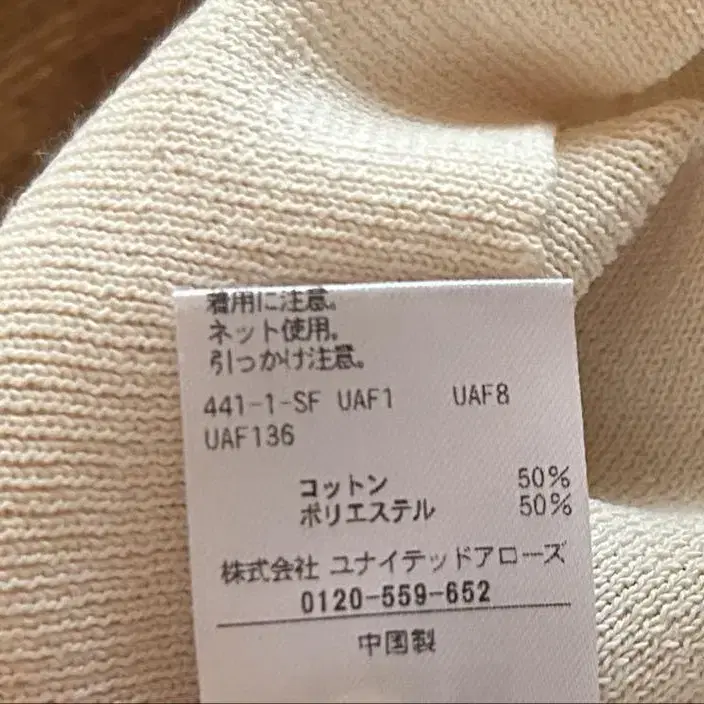 着用に注意。
ネット使用。
引っかけ注意。
441-1-SF UAF1 UAF8
UAF136
コットン 50%
ポリエステル 50%
株式会社 ユナイテッドアローズ
0120-559-652
中国製